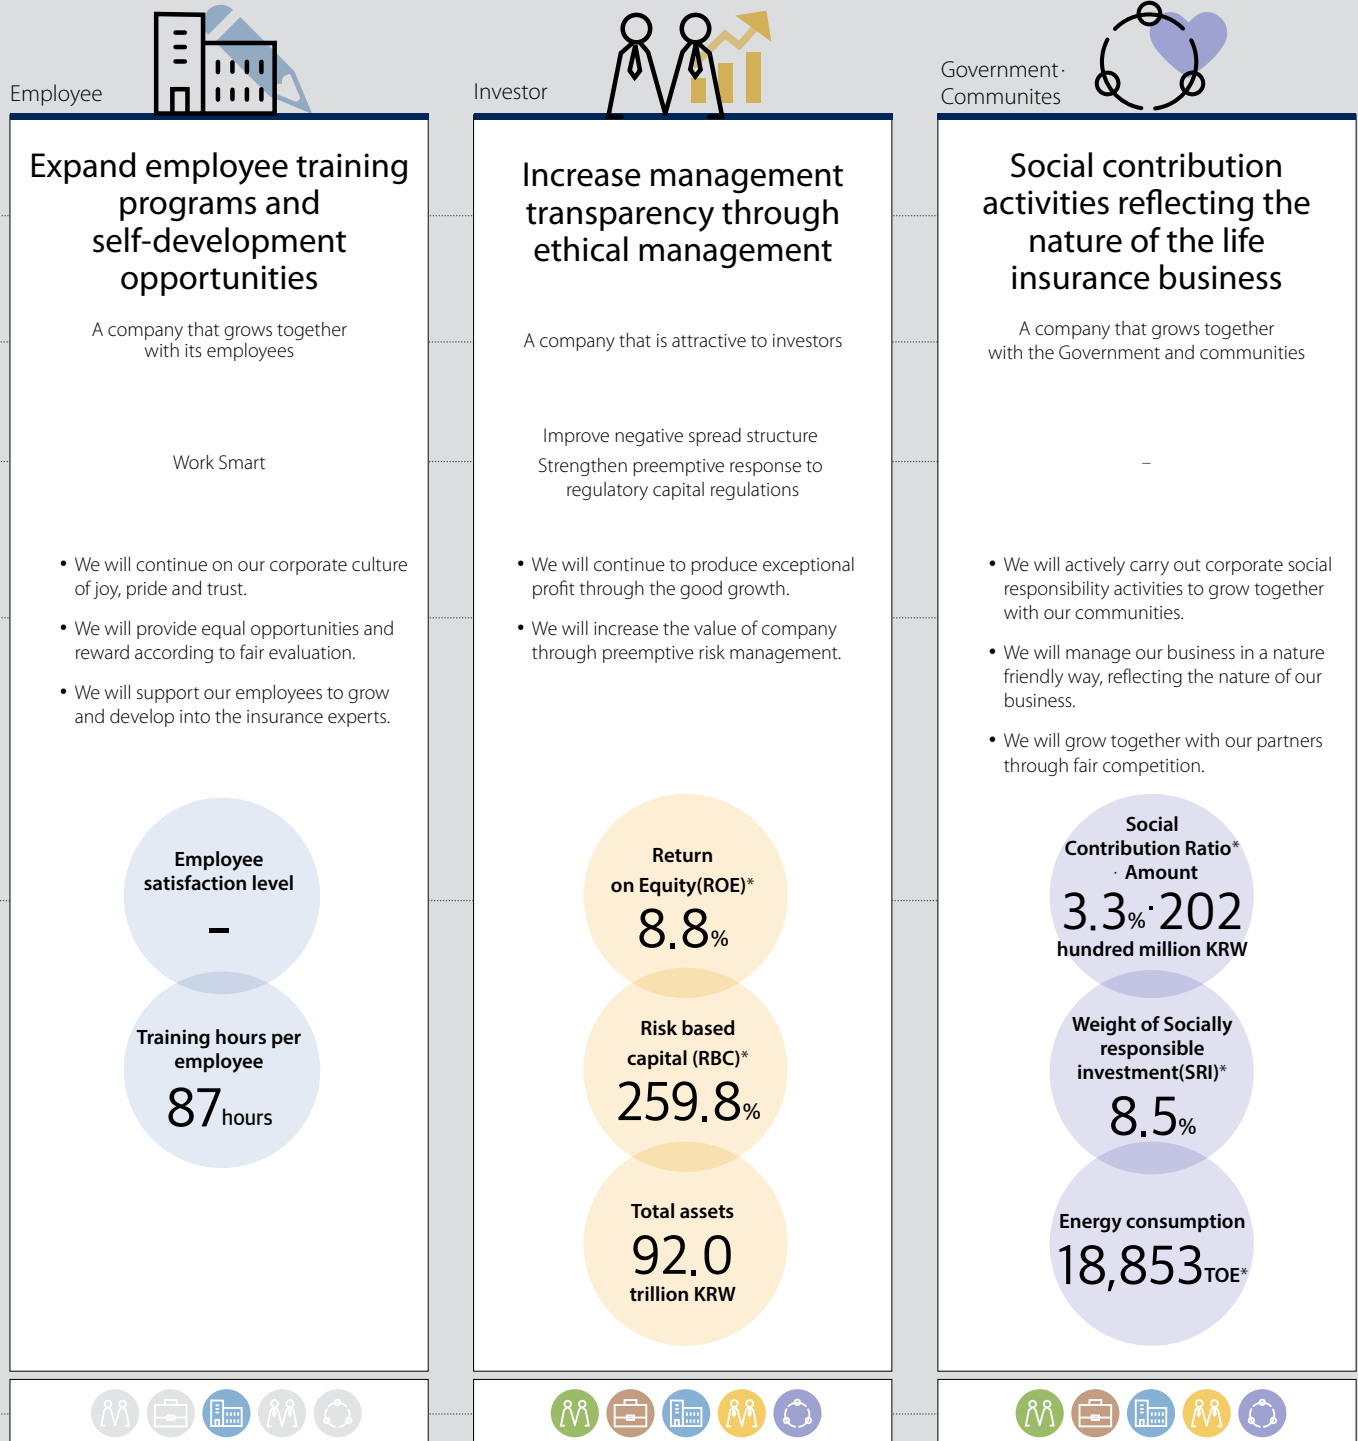 Employee
Expand employee training
programs and
self-development
opportunities
A company that grows together
with its employees
Work Smart
• We will continue on our corporate culture
of joy, pride and trust.
• We will provide equal opportunities and
reward according to fair evaluation.
• We will support our employees to grow
and develop into the insurance experts.
Employee
satisfaction level
–
Training hours per
employee
87 hours
Investor
Increase management
transparency through
ethical management
A company that is attractive to investors
Improve negative spread structure
Strengthen preemptive response to
regulatory capital regulations
• We will continue to produce exceptional
profit through the good growth.
• We will increase the value of company
through preemptive risk management.
Return
on Equity(ROE)*
8.8%
Risk based
capital (RBC)*
259.8%
Total assets
92.0
trillion KRW
Government·
Communites
Social contribution
activities reflecting the
nature of the life
insurance business
A company that grows together
with the Government and communities
–
• We will actively carry out corporate social
responsibility activities to grow together
with our communities.
• We will manage our business in a nature
friendly way, reflecting the nature of our
business.
• We will grow together with our partners
through fair competition.
Social
Contribution Ratio*
· Amount
3.3% · 202
hundred million KRW
Weight of Socially
responsible
investment(SRI)*
8.5%
Energy consumption
18,853 TOE*